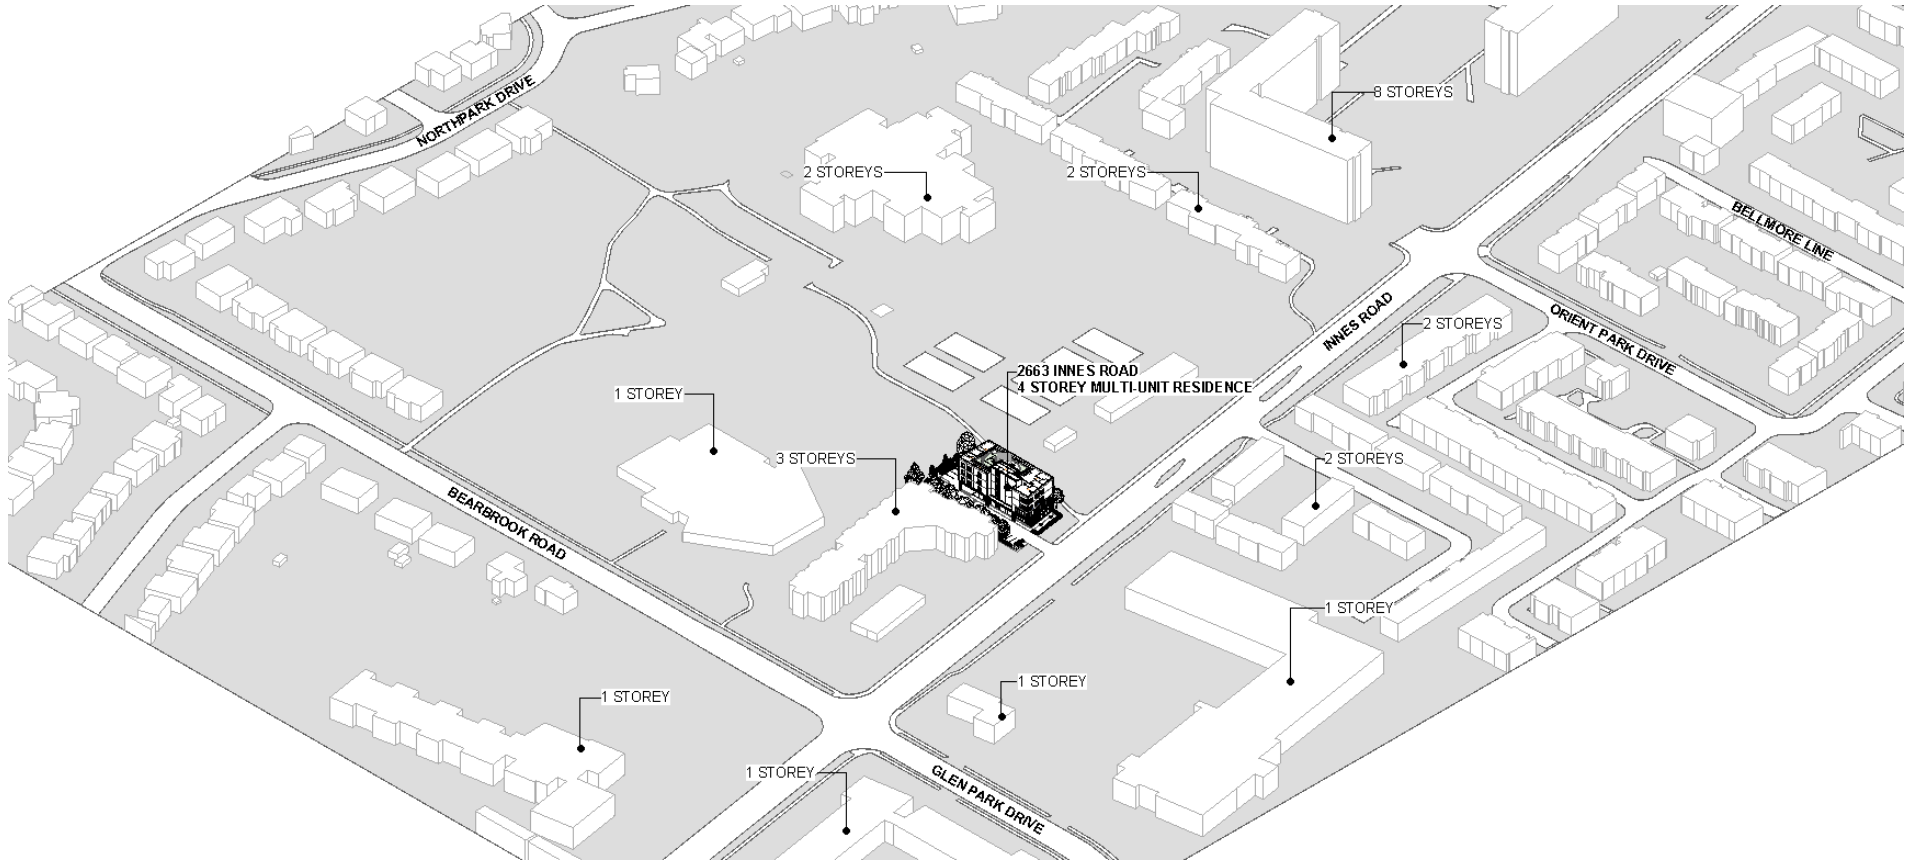 NORTHPARK DRIVE
8 STOREYS
2 STOREYS
2 STOREYS
BELLMORE LINE
INNES ROAD
ORIENT PARK DRIVE
2 STOREYS
2663 INNES ROAD
4 STOREY MULTI-UNIT RESIDENCE
1 STOREY
3 STOREYS
2 STOREYS
BEARBROOK ROAD
1 STOREY
1 STOREY
1 STOREY
1 STOREY
GLEN PARK DRIVE